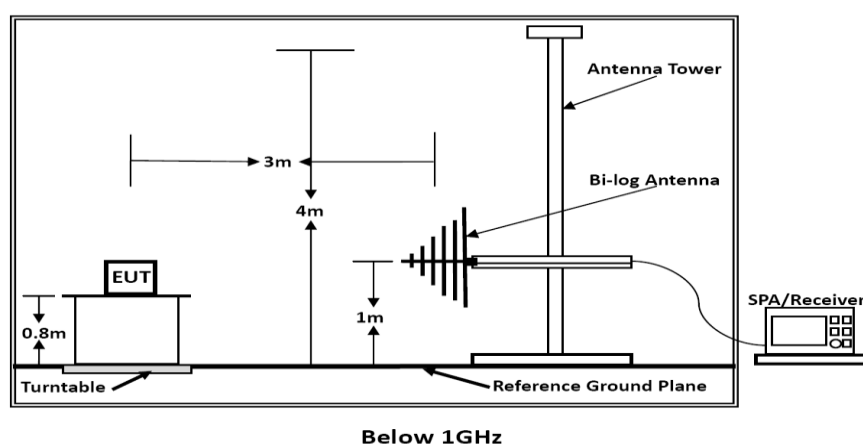 Antenna Tower
3m
Bi-log Antenna
4m
EUT
SPA/Receiver
0.8m
1m
Turntable
Reference Ground Plane
Below 1GHz